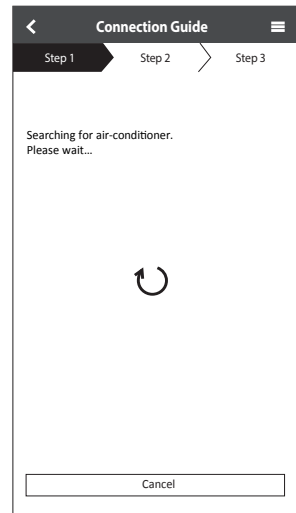 Connection Guide
Step 1 Step 2 Step 3
Searching for air-conditioner.
Please wait...
Cancel